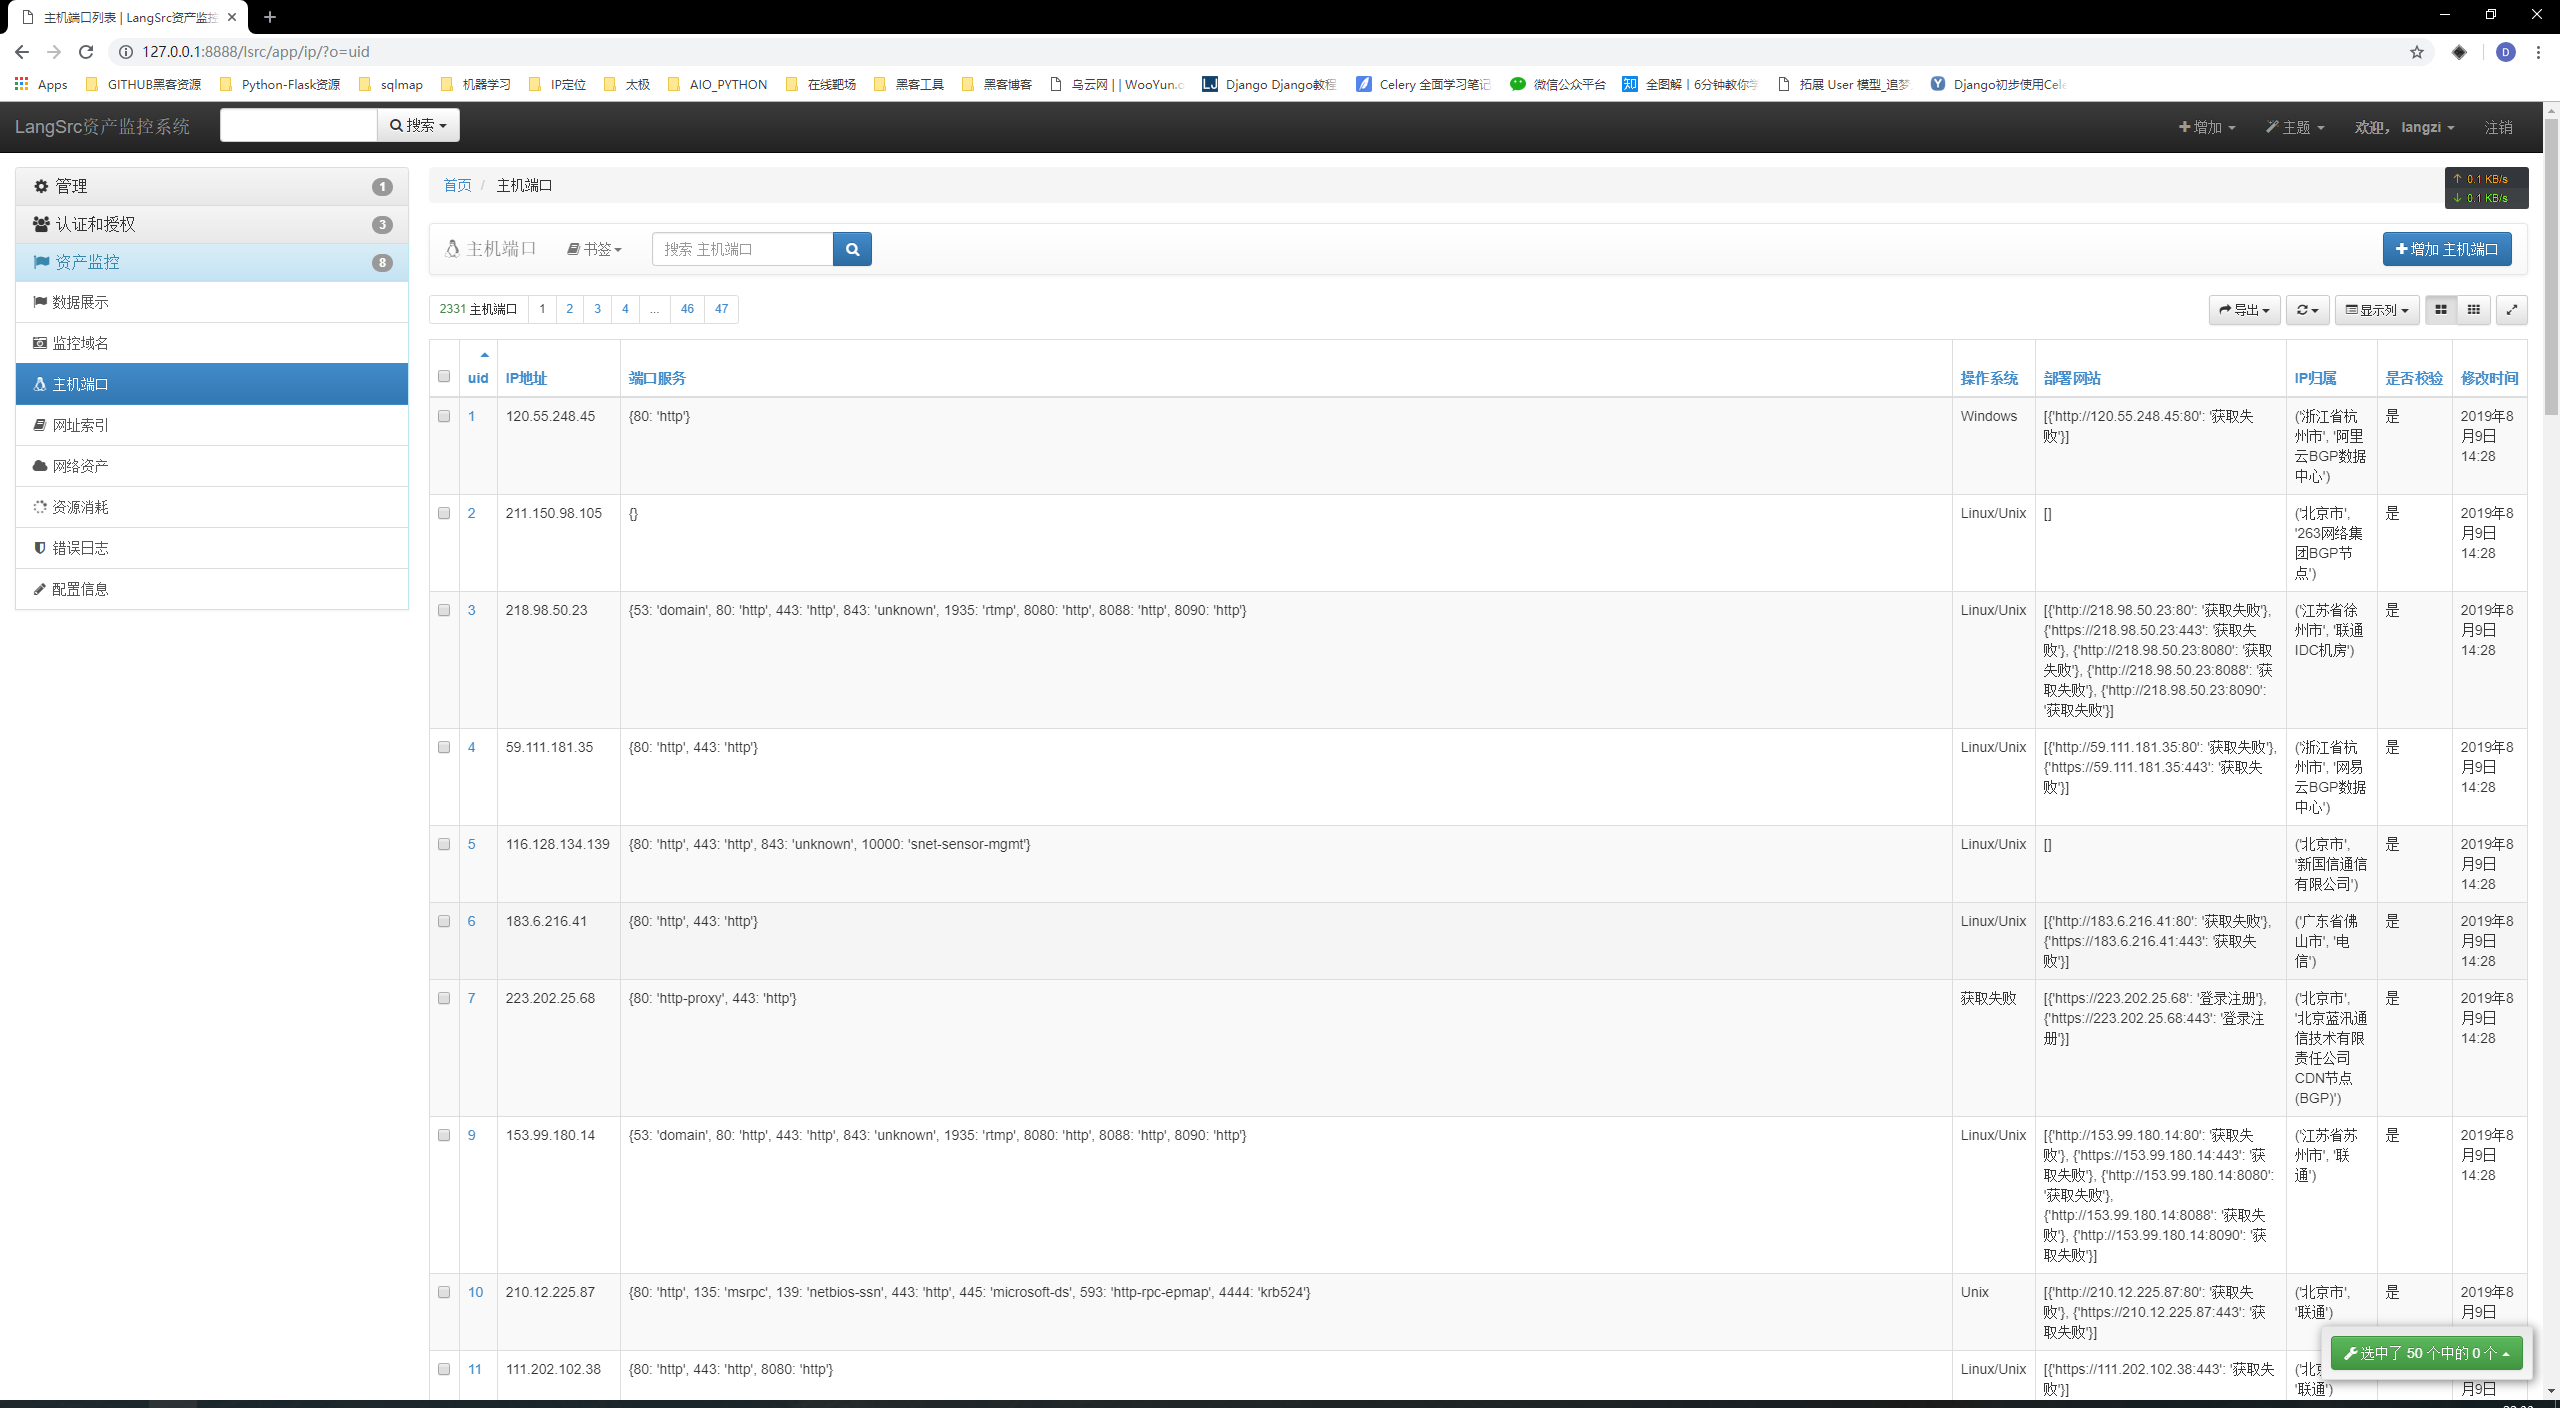 主机端口列表 | LangSrc资产监控
127.0.0.1:8888/lsrc/app/ip/?o=uid
Apps GITHUB黑客资源 Python-Flask资源 sqlmap 机器学习 IP定位 太极 AIO_PYTHON 在线靶场 黑客工具 黑客博客 乌云网 | | WooYun.o Django Django教程 Celery 全面学习笔记 微信公众平台 全图解丨6分钟教你学 拓展 User 模型_追梦 Django初步使用Cele
LangSrc资产监控系统 搜索 增加 主题 欢迎, langzi 注销
管理 1
认证和授权 3
资产监控 8
数据展示
监控域名
主机端口
网址索引
网络资产
资源消耗
错误日志
配置信息
首页 / 主机端口
↑ 0.1 KB/s
↓ 0.1 KB/s
主机端口 书签 搜索 主机端口 增加 主机端口
2331 主机端口 1 2 3 4 ... 46 47 导出 显示列
uid IP地址 端口服务 操作系统 部署网站 IP归属 是否校验 修改时间
1 120.55.248.45 {80: 'http'} Windows [{'http://120.55.248.45:80': '获取失 ('浙江省杭 是 2019年8
败'}] 州市', '阿里 月9日
云BGP数据 14:28
中心')
2 211.150.98.105 {} Linux/Unix [] ('北京市', 是 2019年8
'263网络集 月9日
团BGP节 14:28
点')
3 218.98.50.23 {53: 'domain', 80: 'http', 443: 'http', 843: 'unknown', 1935: 'rtmp', 8080: 'http', 8088: 'http', 8090: 'http'} Linux/Unix [{'http://218.98.50.23:80': '获取失败'}, ('江苏省徐 是 2019年8
{'https://218.98.50.23:443': '获取失 州市', '联通 月9日
败'}, {'http://218.98.50.23:8080': '获取 IDC机房') 14:28
失败'}, {'http://218.98.50.23:8088': '获
取失败'}, {'http://218.98.50.23:8090':
'获取失败'}]
4 59.111.181.35 {80: 'http', 443: 'http'} Linux/Unix [{'http://59.111.181.35:80': '获取失败'}, ('浙江省杭 是 2019年8
{'https://59.111.181.35:443': '获取失 州市', '网易 月9日
败'}] 云BGP数据 14:28
中心')
5 116.128.134.139 {80: 'http', 443: 'http', 843: 'unknown', 10000: 'snet-sensor-mgmt'} Linux/Unix [] ('北京市', 是 2019年8
'新国信通信 月9日
有限公司') 14:28
6 183.6.216.41 {80: 'http', 443: 'http'} Linux/Unix [{'http://183.6.216.41:80': '获取失败'}, ('广东省佛 是 2019年8
{'https://183.6.216.41:443': '获取失 山市', '电 月9日
败'}] 信') 14:28
7 223.202.25.68 {80: 'http-proxy', 443: 'http'} 获取失败 [{'https://223.202.25.68': '登录注册'}, ('北京市', 是 2019年8
{'https://223.202.25.68:443': '登录注 '北京蓝汛通 月9日
册'}] 信技术有限 14:28
责任公司
CDN节点
(BGP)')
9 153.99.180.14 {53: 'domain', 80: 'http', 443: 'http', 843: 'unknown', 1935: 'rtmp', 8080: 'http', 8088: 'http', 8090: 'http'} Linux/Unix [{'http://153.99.180.14:80': '获取失 ('江苏省苏 是 2019年8
败'}, {'https://153.99.180.14:443': '获 州市', '联 月9日
取失败'}, {'http://153.99.180.14:8080': 通') 14:28
'获取失败'},
{'http://153.99.180.14:8088': '获取失
败'}, {'http://153.99.180.14:8090': '获
取失败'}]
10 210.12.225.87 {80: 'http', 135: 'msrpc', 139: 'netbios-ssn', 443: 'http', 445: 'microsoft-ds', 593: 'http-rpc-epmap', 4444: 'krb524'} Unix [{'http://210.12.225.87:80': '获取失 ('北京市', 是 2019年8
败'}, {'https://210.12.225.87:443': '获 '联通') 月9日
取失败'}]
选中了 50 个中的 0 个
11 111.202.102.38 {80: 'http', 443: 'http', 8080: 'http'} Linux/Unix [{'https://111.202.102.38:443': '获取失 ('北
败'}] '联通') 月9日